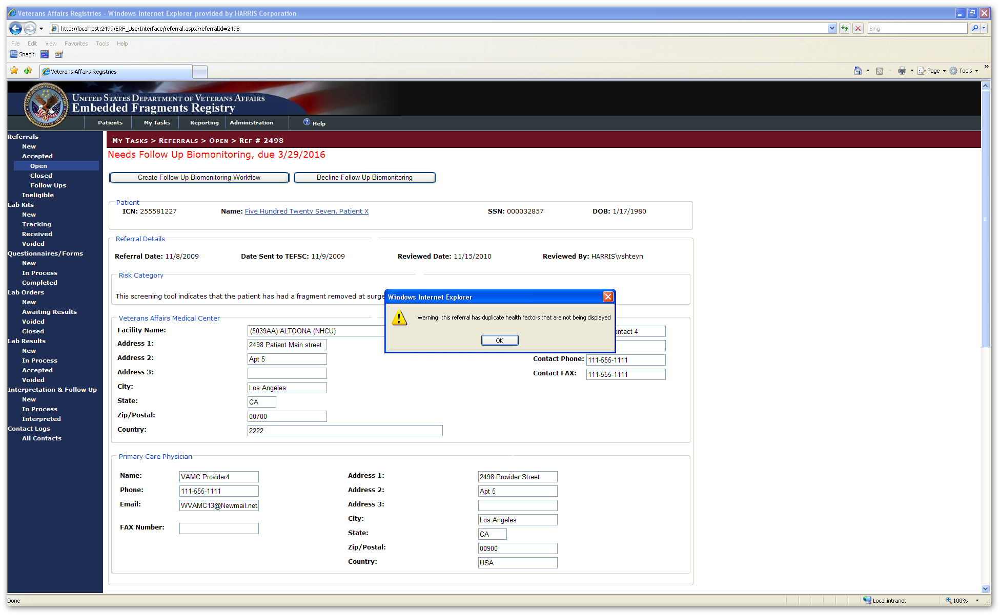 Veterans Affairs Registries - Windows Internet Explorer provided by HARRIS Corporation
http://localhost:2499/ERF_UserInterface/referral.aspx?referralId=2498
Bing
File Edit View Favorites Tools Help
Snagit
Veterans Affairs Registries
Page Tools
UNITED STATES DEPARTMENT OF VETERANS AFFAIRS
Embedded Fragments Registry
Patients My Tasks Reporting Administration Help
Referrals
New
Accepted
Open
Closed
Follow Ups
Ineligible
Lab Kits
New
Tracking
Received
Voided
Questionnaires/Forms
New
In Process
Completed
Lab Orders
New
Awaiting Results
Voided
Closed
Lab Results
New
In Process
Accepted
Voided
Interpretation & Follow Up
New
In Process
Interpreted
Contact Logs
All Contacts
MY TASKS > REFERRALS > OPEN > REF # 2498
Needs Follow Up Biomonitoring, due 3/29/2016
Create Follow Up Biomonitoring Workflow Decline Follow Up Biomonitoring
Patient
ICN: 255581227 Name: Five Hundred Twenty Seven, Patient X SSN: 000032857 DOB: 1/17/1980
Referral Details
Referral Date: 11/8/2009 Date Sent to TEFSC: 11/9/2009 Reviewed Date: 11/15/2010 Reviewed By: HARRIS\vshteyn
Risk Category
This screening tool indicates that the patient has had a fragment removed at surge
Windows Internet Explorer
Warning: this referral has duplicate health factors that are not being displayed
OK
Veterans Affairs Medical Center
Facility Name: (5039AA) ALTOONA (NHCU)
Address 1: 2498 Patient Main street
Address 2: Apt 5
Address 3:
City: Los Angeles
State: CA
Zip/Postal: 00700
Country: 2222
ontact 4
Contact Phone: 111-555-1111
Contact FAX: 111-555-1111
Primary Care Physician
Name: VAMC Provider4
Phone: 111-555-1111
Email: WVAMC13@Newmail.net
FAX Number:
Address 1: 2498 Provider Street
Address 2: Apt 5
Address 3:
City: Los Angeles
State: CA
Zip/Postal: 00900
Country: USA
Done Local intranet 100%